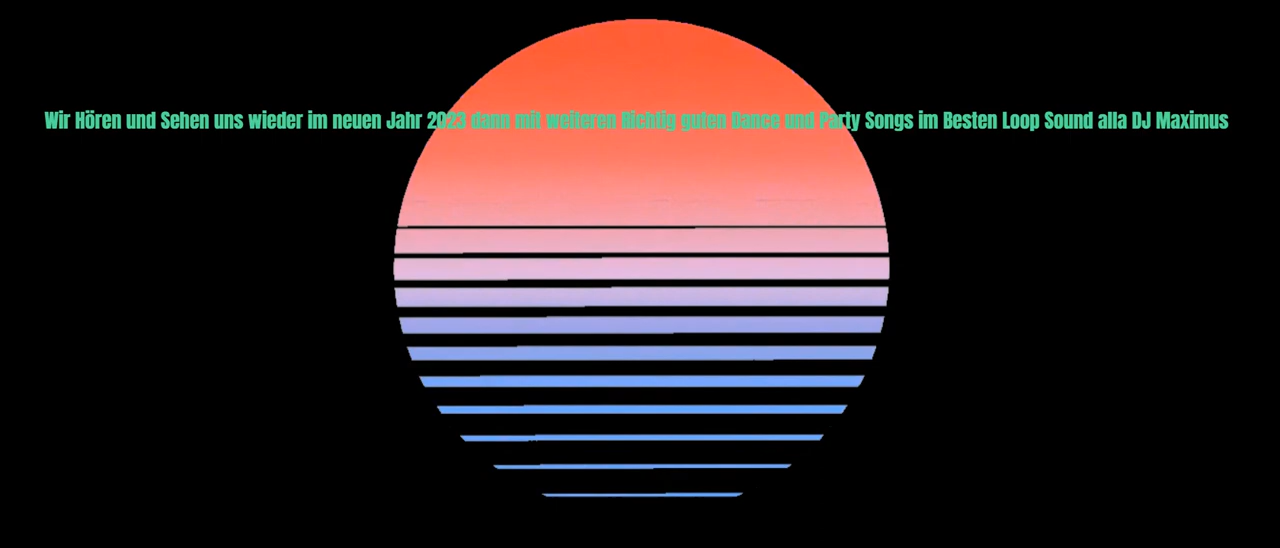 Wir Hören und Sehen uns wieder im neuen Jahr 2023 dann mit weiteren Richtig guten Dance und Party Songs im Besten Loop Sound alla DJ Maximus